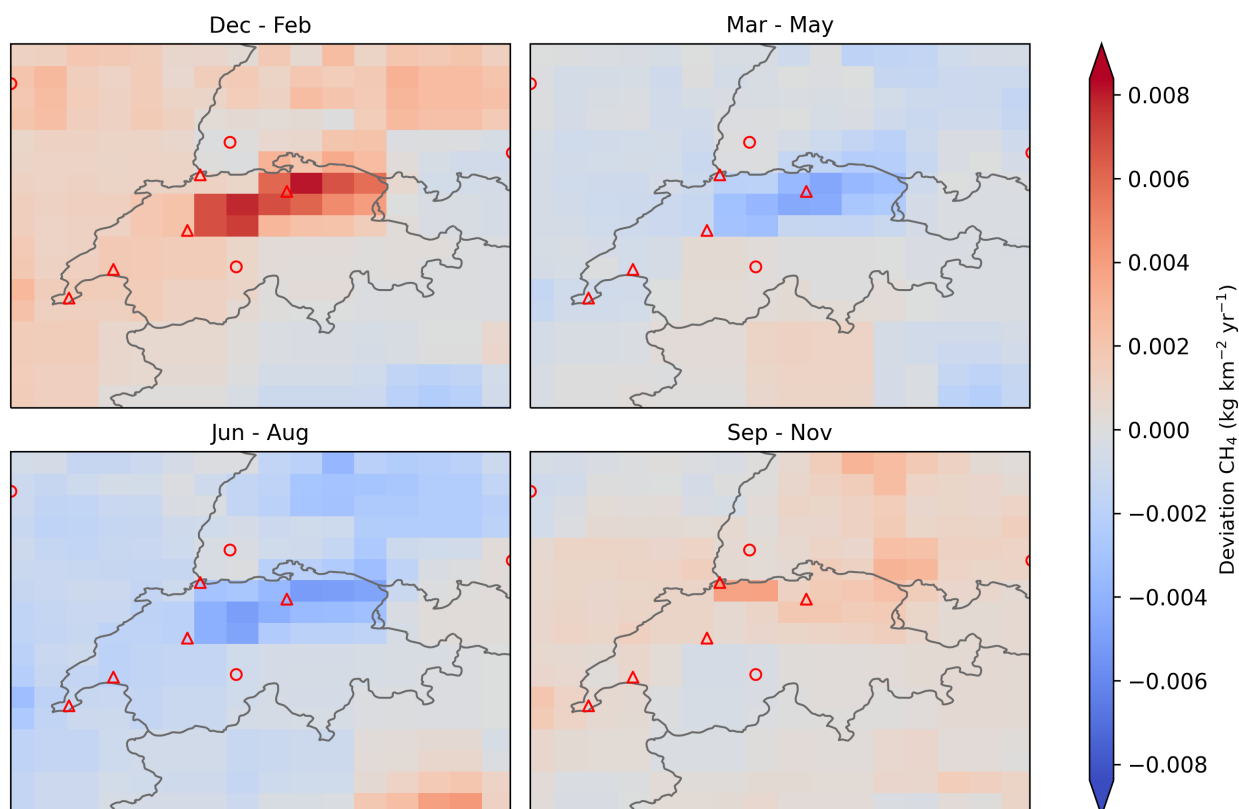 Dec - Feb
Mar - May
Jun - Aug
Sep - Nov
0.008
0.006
0.004
0.002
0.000
−0.002
−0.004
−0.006
−0.008
Deviation CH₄ (kg km⁻² yr⁻¹)